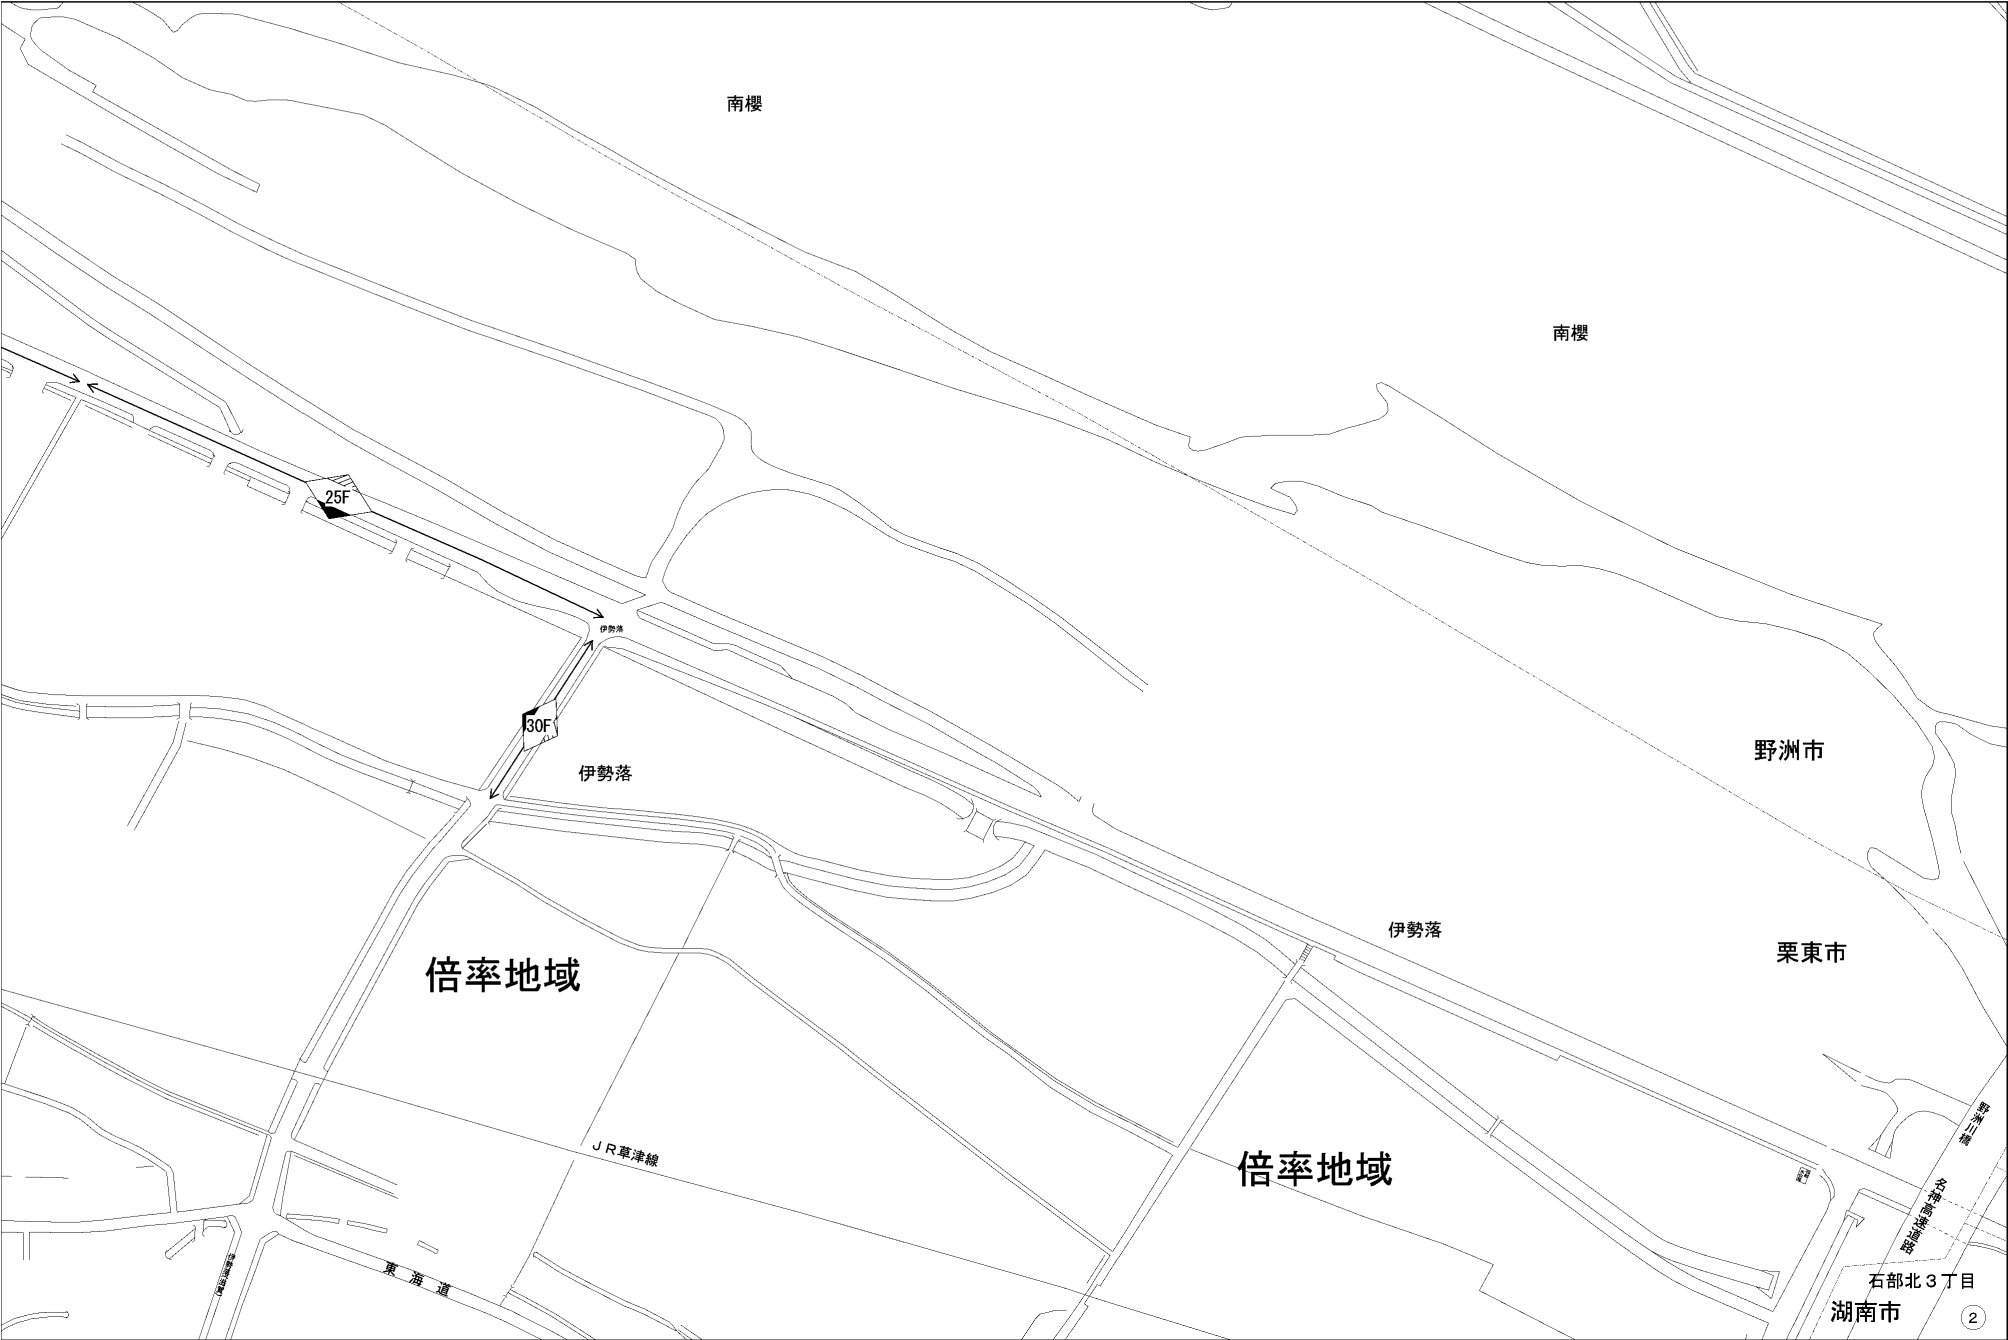 南櫻
南櫻
25F
伊勢落
30F
伊勢落
野洲市
伊勢落
栗東市
倍率地域
野洲川橋
JR草津線
倍率地域
名神高速道路
東海道
石部北3丁目
湖南市
2